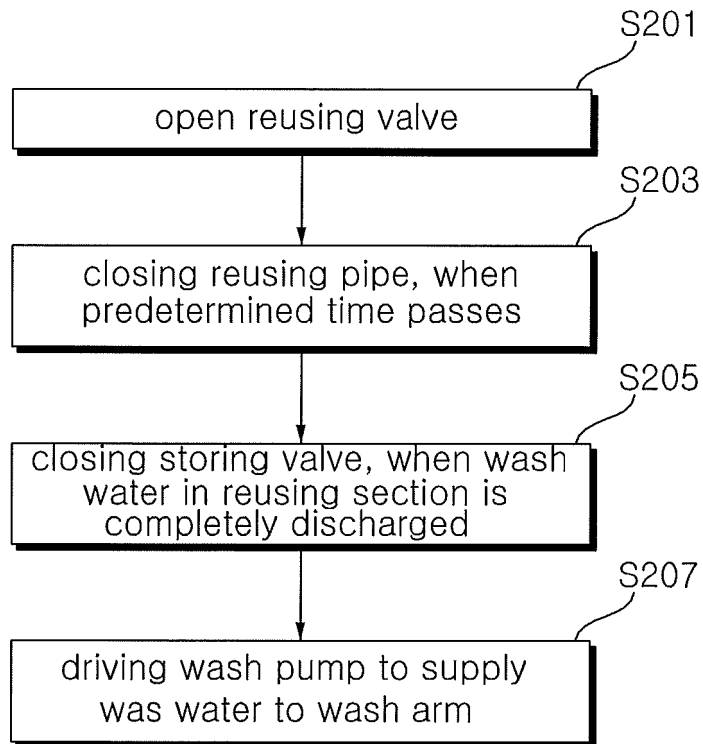 S201
open reusing valve
S203
closing reusing pipe, when
predetermined time passes
S205
closing storing valve, when wash
water in reusing section is
completely discharged
S207
driving wash pump to supply
was water to wash arm